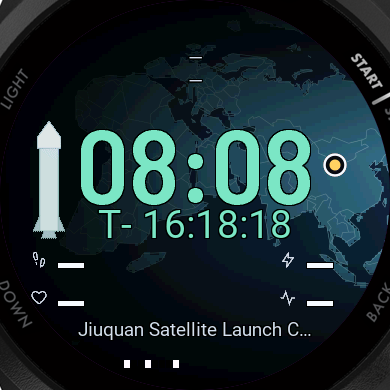 LIGHT
START
08:08
T- 16:18:18
DOWN
BACK
Jiuquan Satellite Launch C...